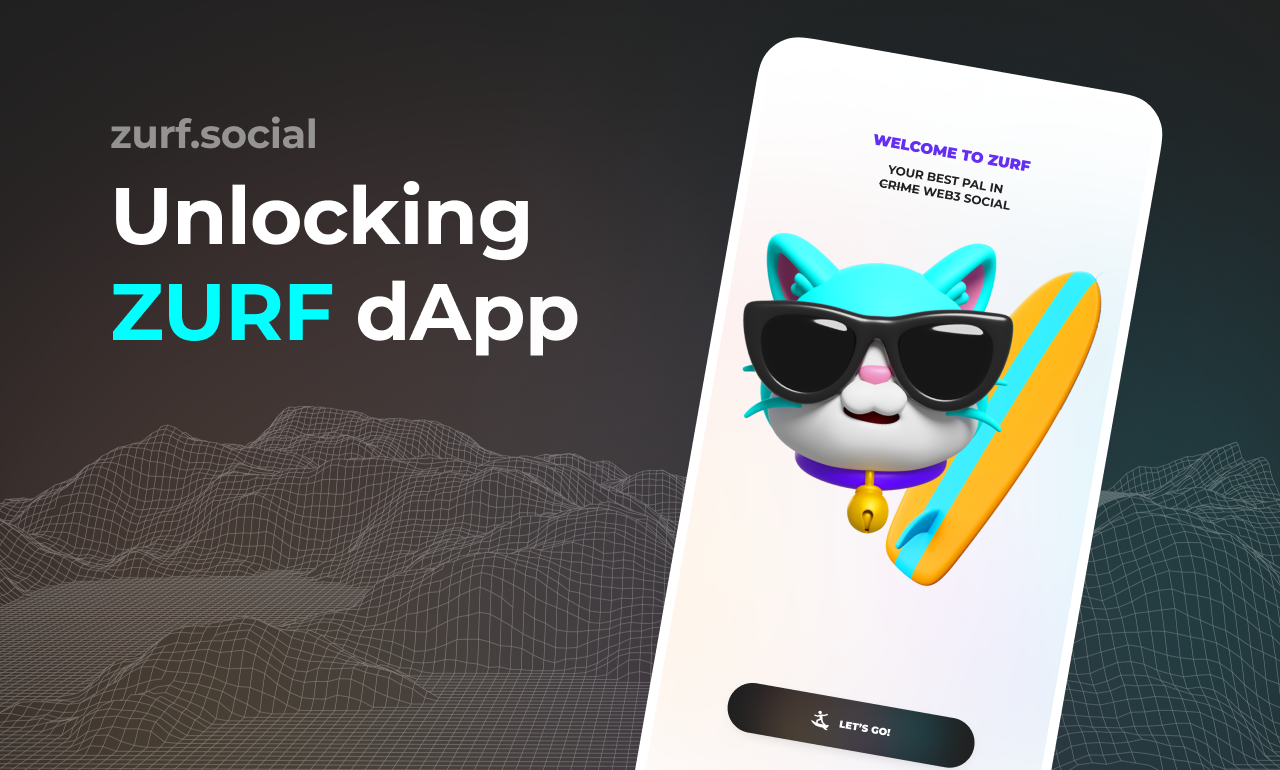 zurf.social
Unlocking
ZURF dApp
WELCOME TO ZURF
YOUR BEST PAL IN
CRIME WEB3 SOCIAL
LET'S GO!